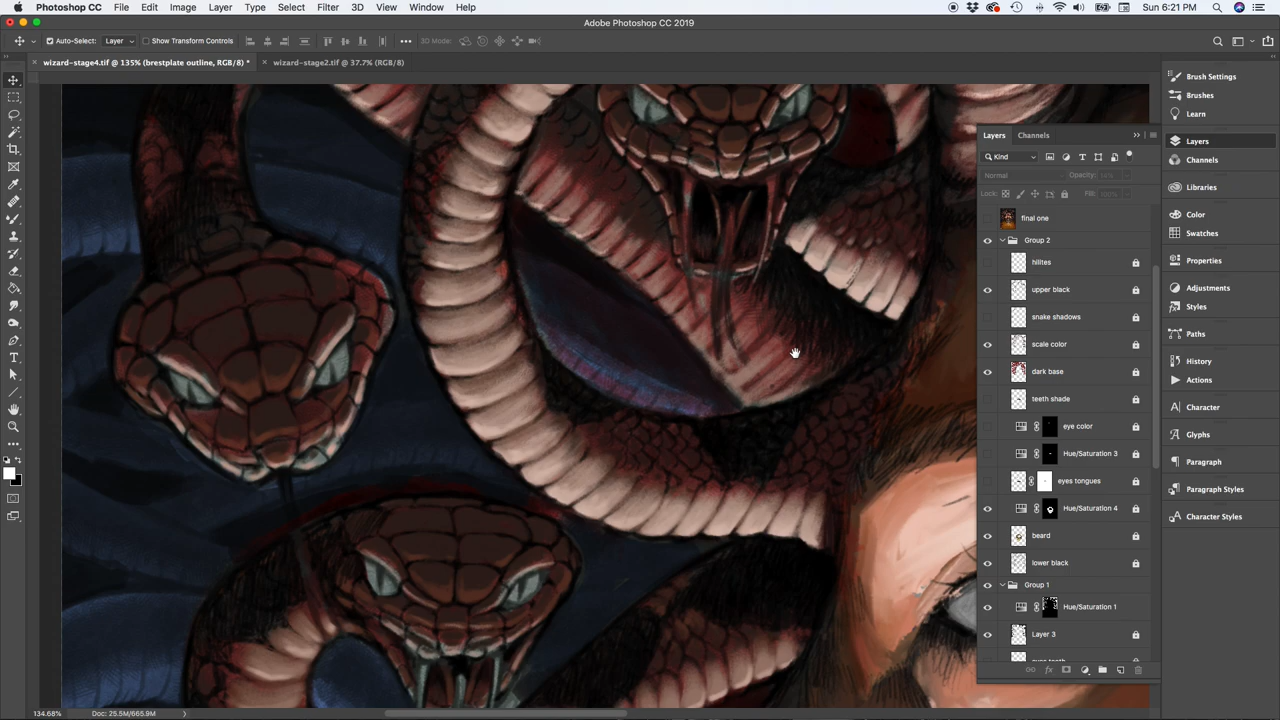 Photoshop CC File Edit Image Layer Type Select Filter 3D View Window Help Sun 6:21 PM
Adobe Photoshop CC 2019
Auto-Select: Layer Show Transform Controls 3D Mode:
wizard-stage4.tif @ 135% (brestplate outline, RGB/8) * wizard-stage2.tif @ 37.7% (RGB/8)
Layers Channels
Kind
Normal Opacity: 16%
Lock: Fill: 100%
final one
Group 2
hilites
upper black
snake shadows
scale color
dark base
teeth shade
eye color
Hue/Saturation 3
eyes tongues
Hue/Saturation 4
beard
lower black
Group 1
Hue/Saturation 1
Layer 3
Brush Settings
Brushes
Learn
Layers
Channels
Libraries
Color
Swatches
Properties
Adjustments
Styles
Paths
History
Actions
Character
Glyphs
Paragraph
Paragraph Styles
Character Styles
134.68% Doc: 25.5M/665.9M